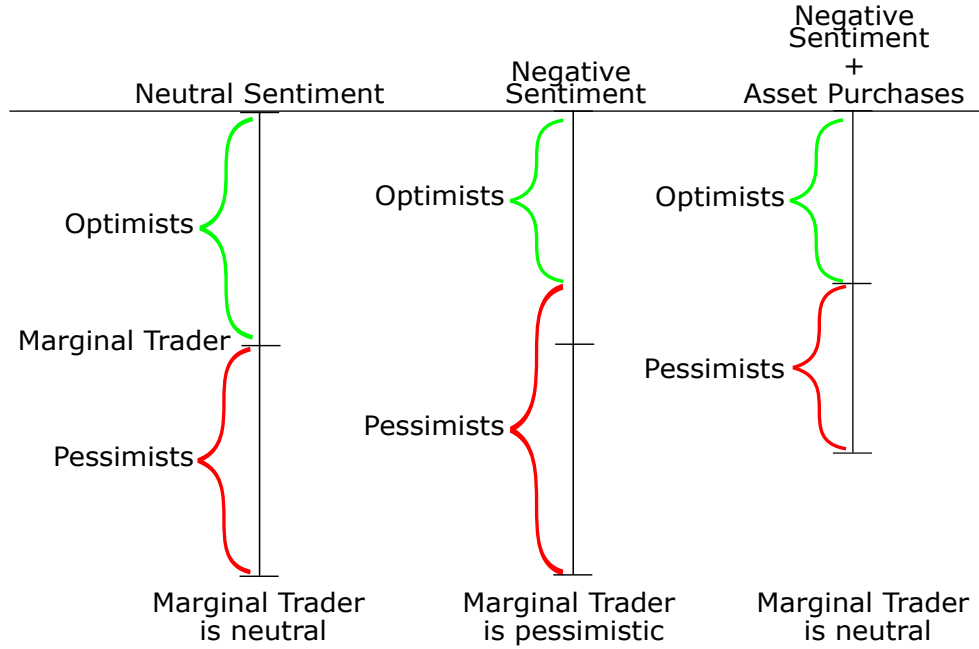 Neutral Sentiment
Negative
Sentiment
Negative
Sentiment
+
Asset Purchases
Optimists
Optimists
Optimists
Marginal Trader
Pessimists
Pessimists
Pessimists
Marginal Trader
is neutral
Marginal Trader
is pessimistic
Marginal Trader
is neutral